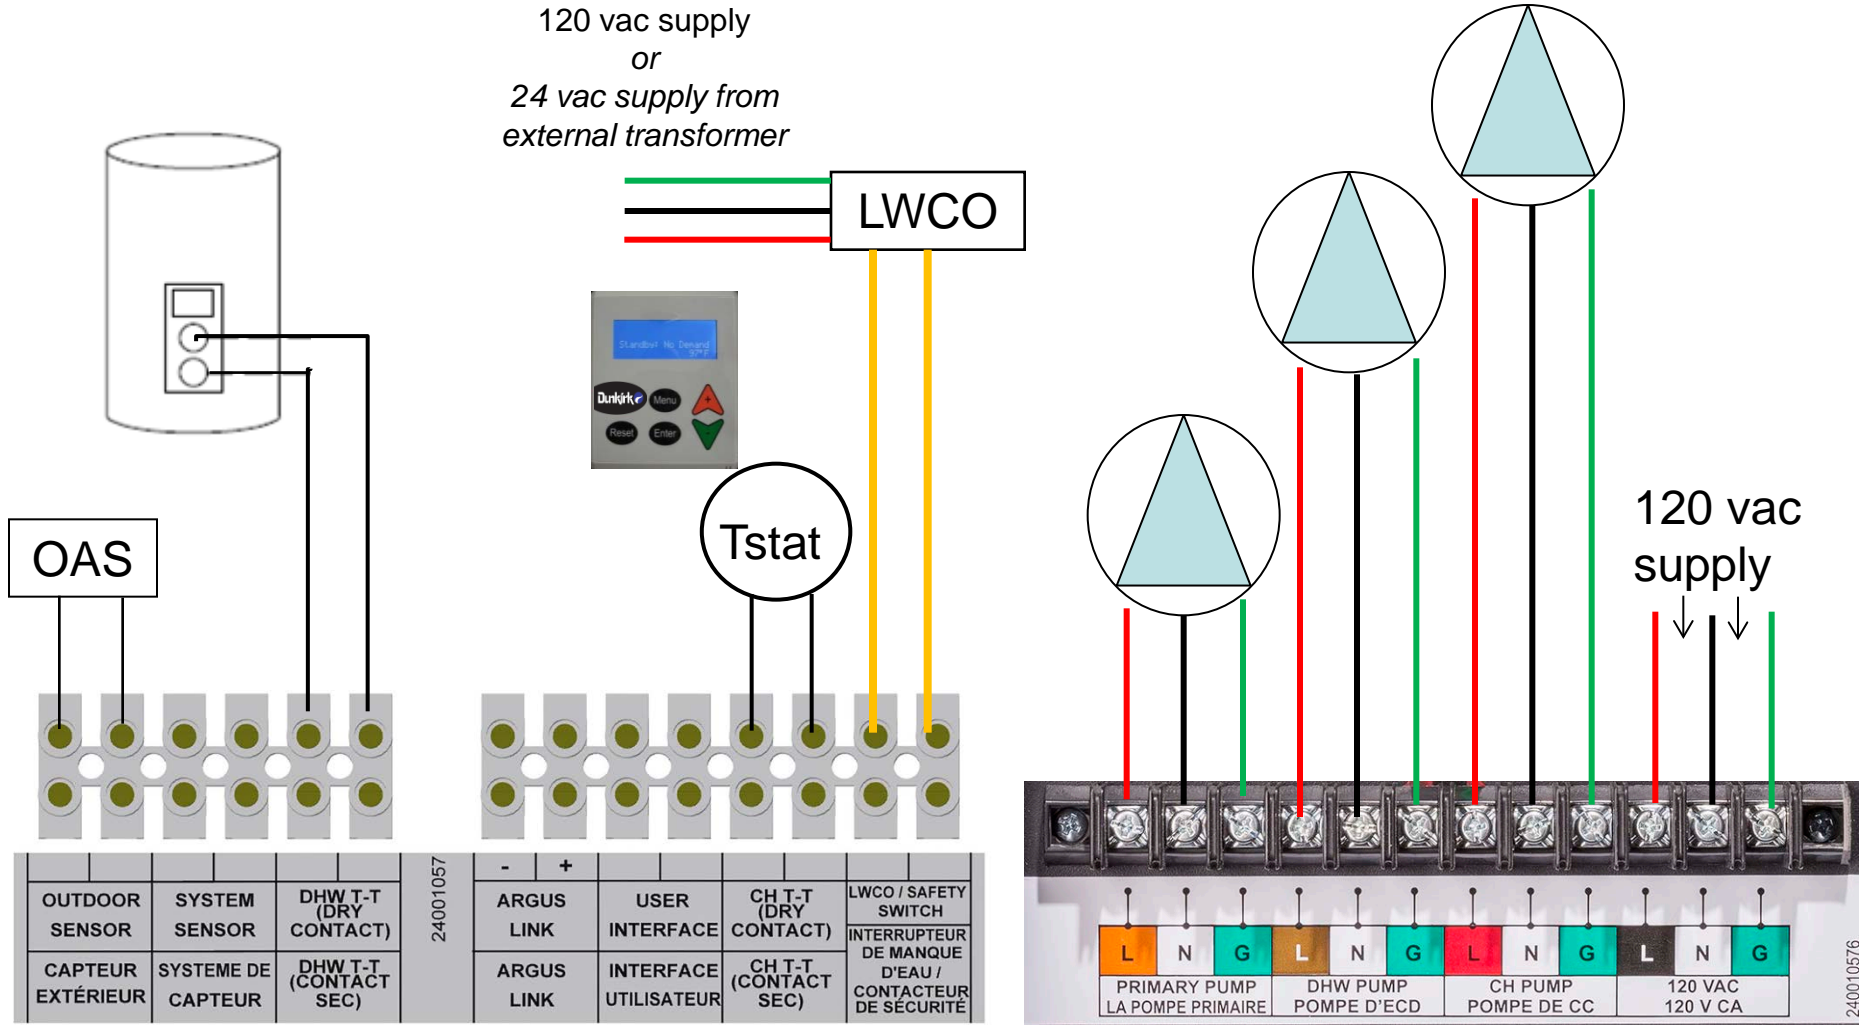 120 vac supply
or
24 vac supply from
external transformer
LWCO
Standby: No Demand
97°F
Dunkirk
Menu
+
Reset
Enter
-
OAS
Tstat
120 vac
supply
OUTDOOR
SENSOR
CAPTEUR
EXTÉRIEUR
SYSTEM
SENSOR
SYSTEME DE
CAPTEUR
DHW T-T
(DRY
CONTACT)
DHW T-T
(CONTACT
SEC)
24001057
- +
ARGUS
LINK
ARGUS
LINK
USER
INTERFACE
INTERFACE
UTILISATEUR
CH T-T
(DRY
CONTACT)
CH T-T
(CONTACT
SEC)
LWCO / SAFETY
SWITCH
INTERRUPTEUR
DE MANQUE
D'EAU /
CONTACTEUR
DE SÉCURITÉ
L N G L N G L N G L N G
PRIMARY PUMP
LA POMPE PRIMAIRE
DHW PUMP
POMPE D'ECD
CH PUMP
POMPE DE CC
120 VAC
120 V CA
240010576